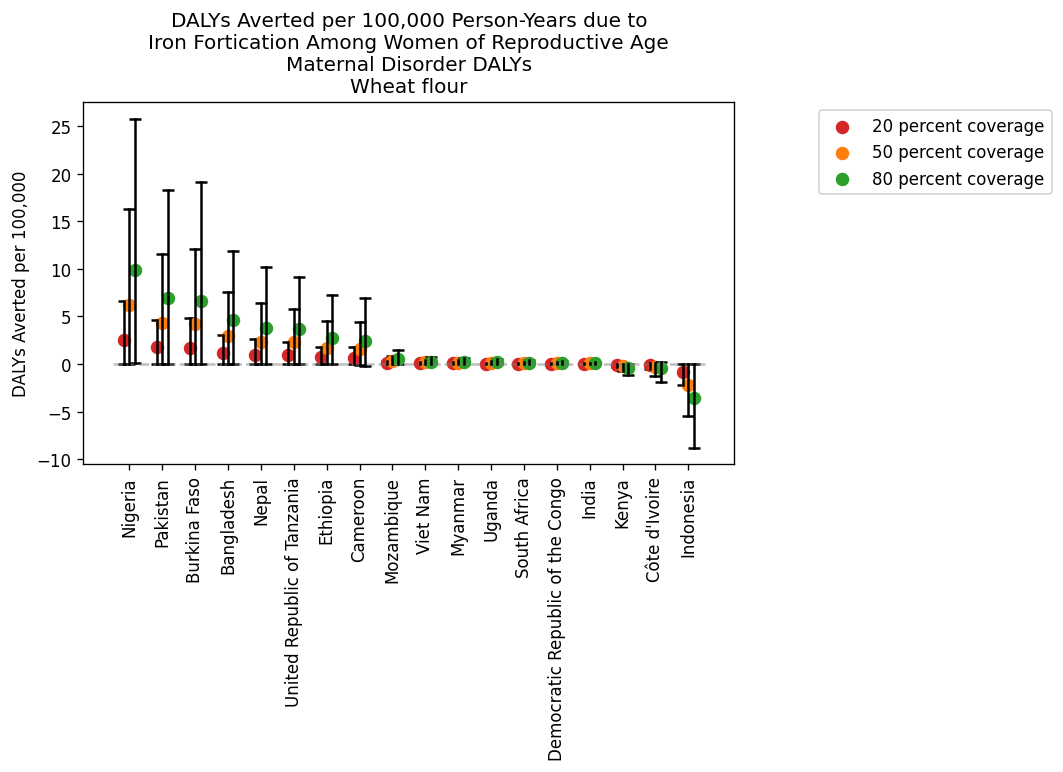 DALYs Averted per 100,000 Person-Years due to
Iron Fortication Among Women of Reproductive Age
Maternal Disorder DALYs
Wheat flour
20 percent coverage
50 percent coverage
80 percent coverage
DALYs Averted per 100,000
25
20
15
10
5
0
−5
−10
Nigeria
Pakistan
Burkina Faso
Bangladesh
Nepal
United Republic of Tanzania
Ethiopia
Cameroon
Mozambique
Viet Nam
Myanmar
Uganda
South Africa
Democratic Republic of the Congo
India
Kenya
Côte d'Ivoire
Indonesia